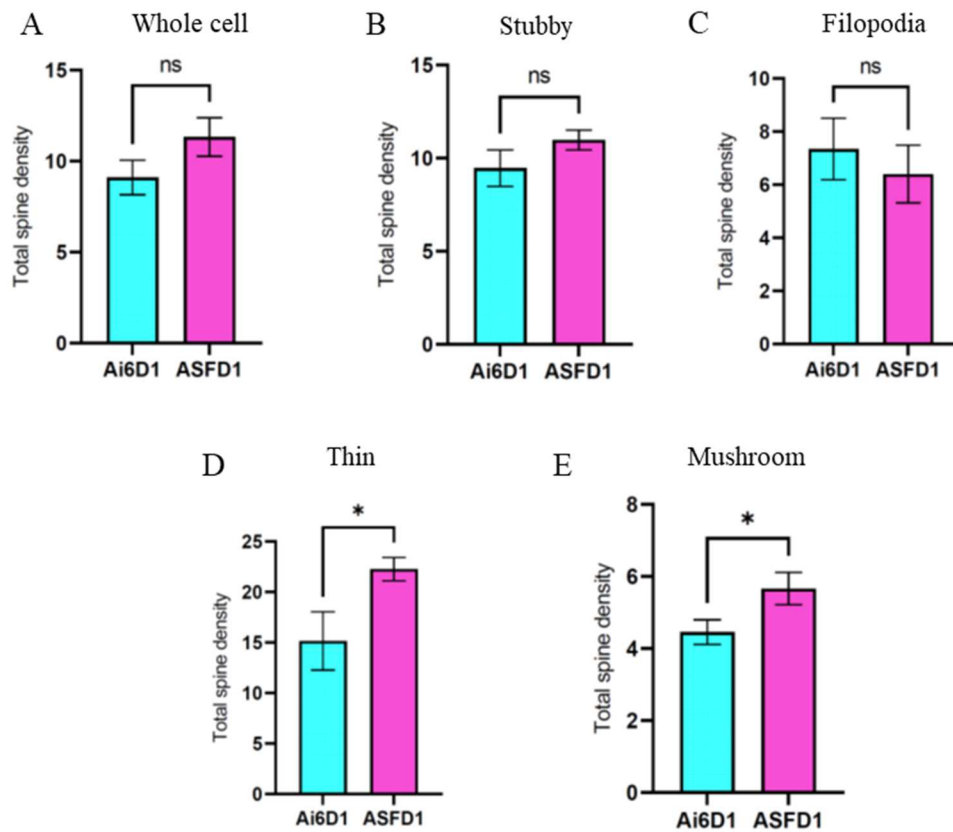 A Whole cell
ns
Total spine density
15
10
5
0
Ai6D1 ASFD1
B Stubby
ns
Total spine density
15
10
5
0
Ai6D1 ASFD1
C Filopodia
ns
Total spine density
10
8
6
4
2
0
Ai6D1 ASFD1
D Thin
*
Total spine density
25
20
15
10
5
0
Ai6D1 ASFD1
E Mushroom
*
Total spine density
8
6
4
2
0
Ai6D1 ASFD1